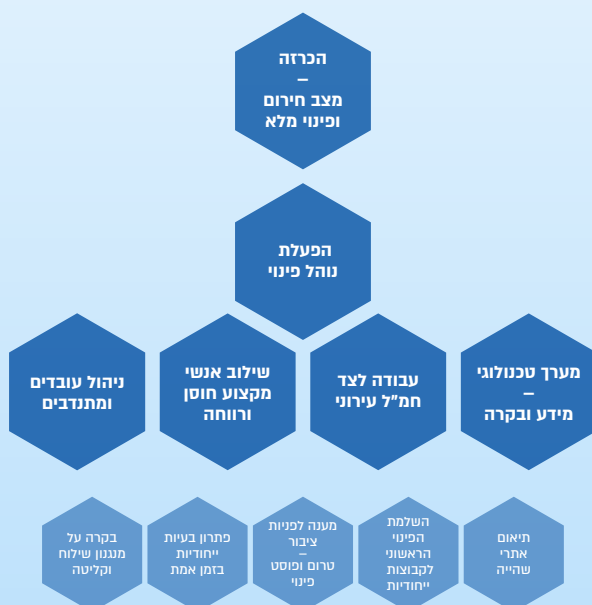 הכרזה
–
מצב חירום
ופינוי מלא
הפעלת
נוהל פינוי
מערך טכנולוגי
–
מידע ובקרה
עבודה לצד
חמ"ל עירוני
שילוב אנשי
מקצוע חוסן
ורווחה
ניהול עובדים
ומתנדבים
תיאום
אתרי
שהייה
השלמת
הפינוי
הראשוני
לקבוצות
ייחודיות
מענה לפניות
ציבור
–
טרום ופוסט
פינוי
פתרון בעיות
ייחודיות
בזמן אמת
בקרה על
מנגנון שילוח
וקליטה